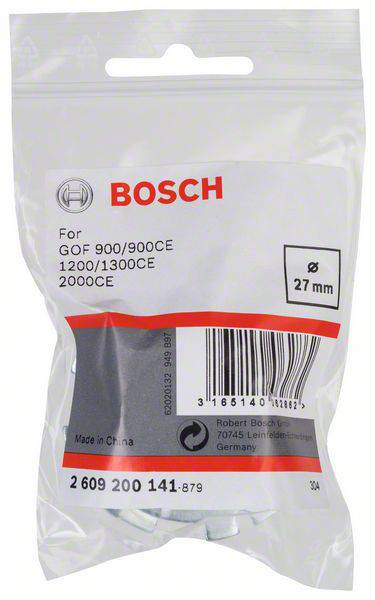 BOSCH
For
GOF 900/900CE
1200/1300CE
2000CE
ø
27 mm
62020132 949 B97
3 165140 162862 >
Made in China
Robert Bosch GmbH
70745 Leinfelden-Echterdingen
Germany
2 609 200 141-879
304